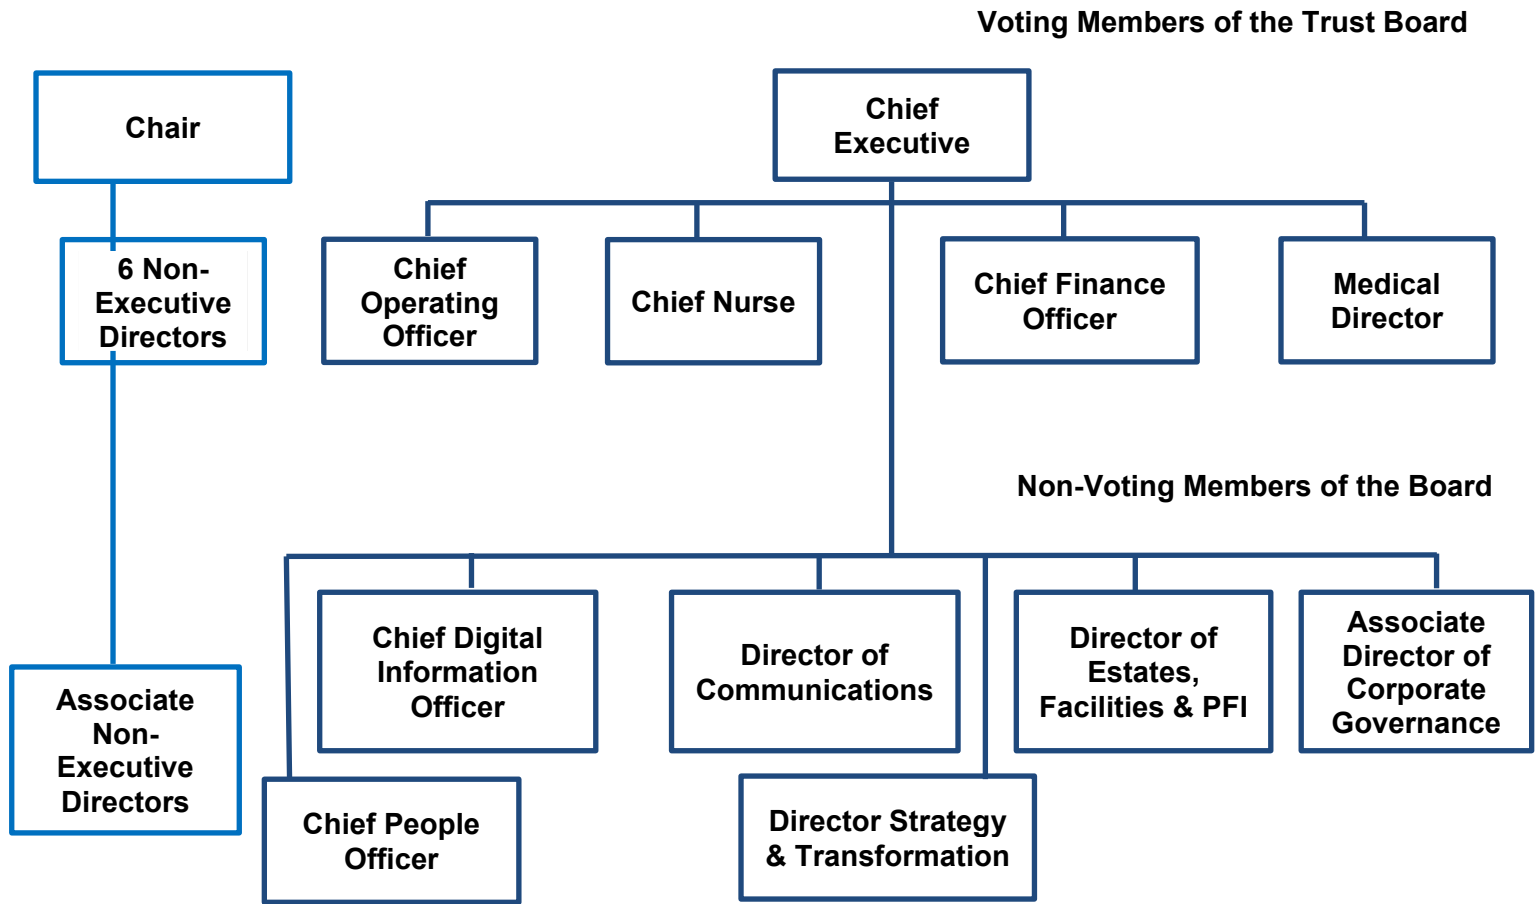 Voting Members of the Trust Board
Chair
Chief
Executive
6 Non-
Executive
Directors
Chief
Operating
Officer
Chief Nurse
Chief Finance
Officer
Medical
Director
Non-Voting Members of the Board
Associate
Non-
Executive
Directors
Chief Digital
Information
Officer
Director of
Communications
Director of
Estates,
Facilities & PFI
Associate
Director of
Corporate
Governance
Chief People
Officer
Director Strategy
& Transformation